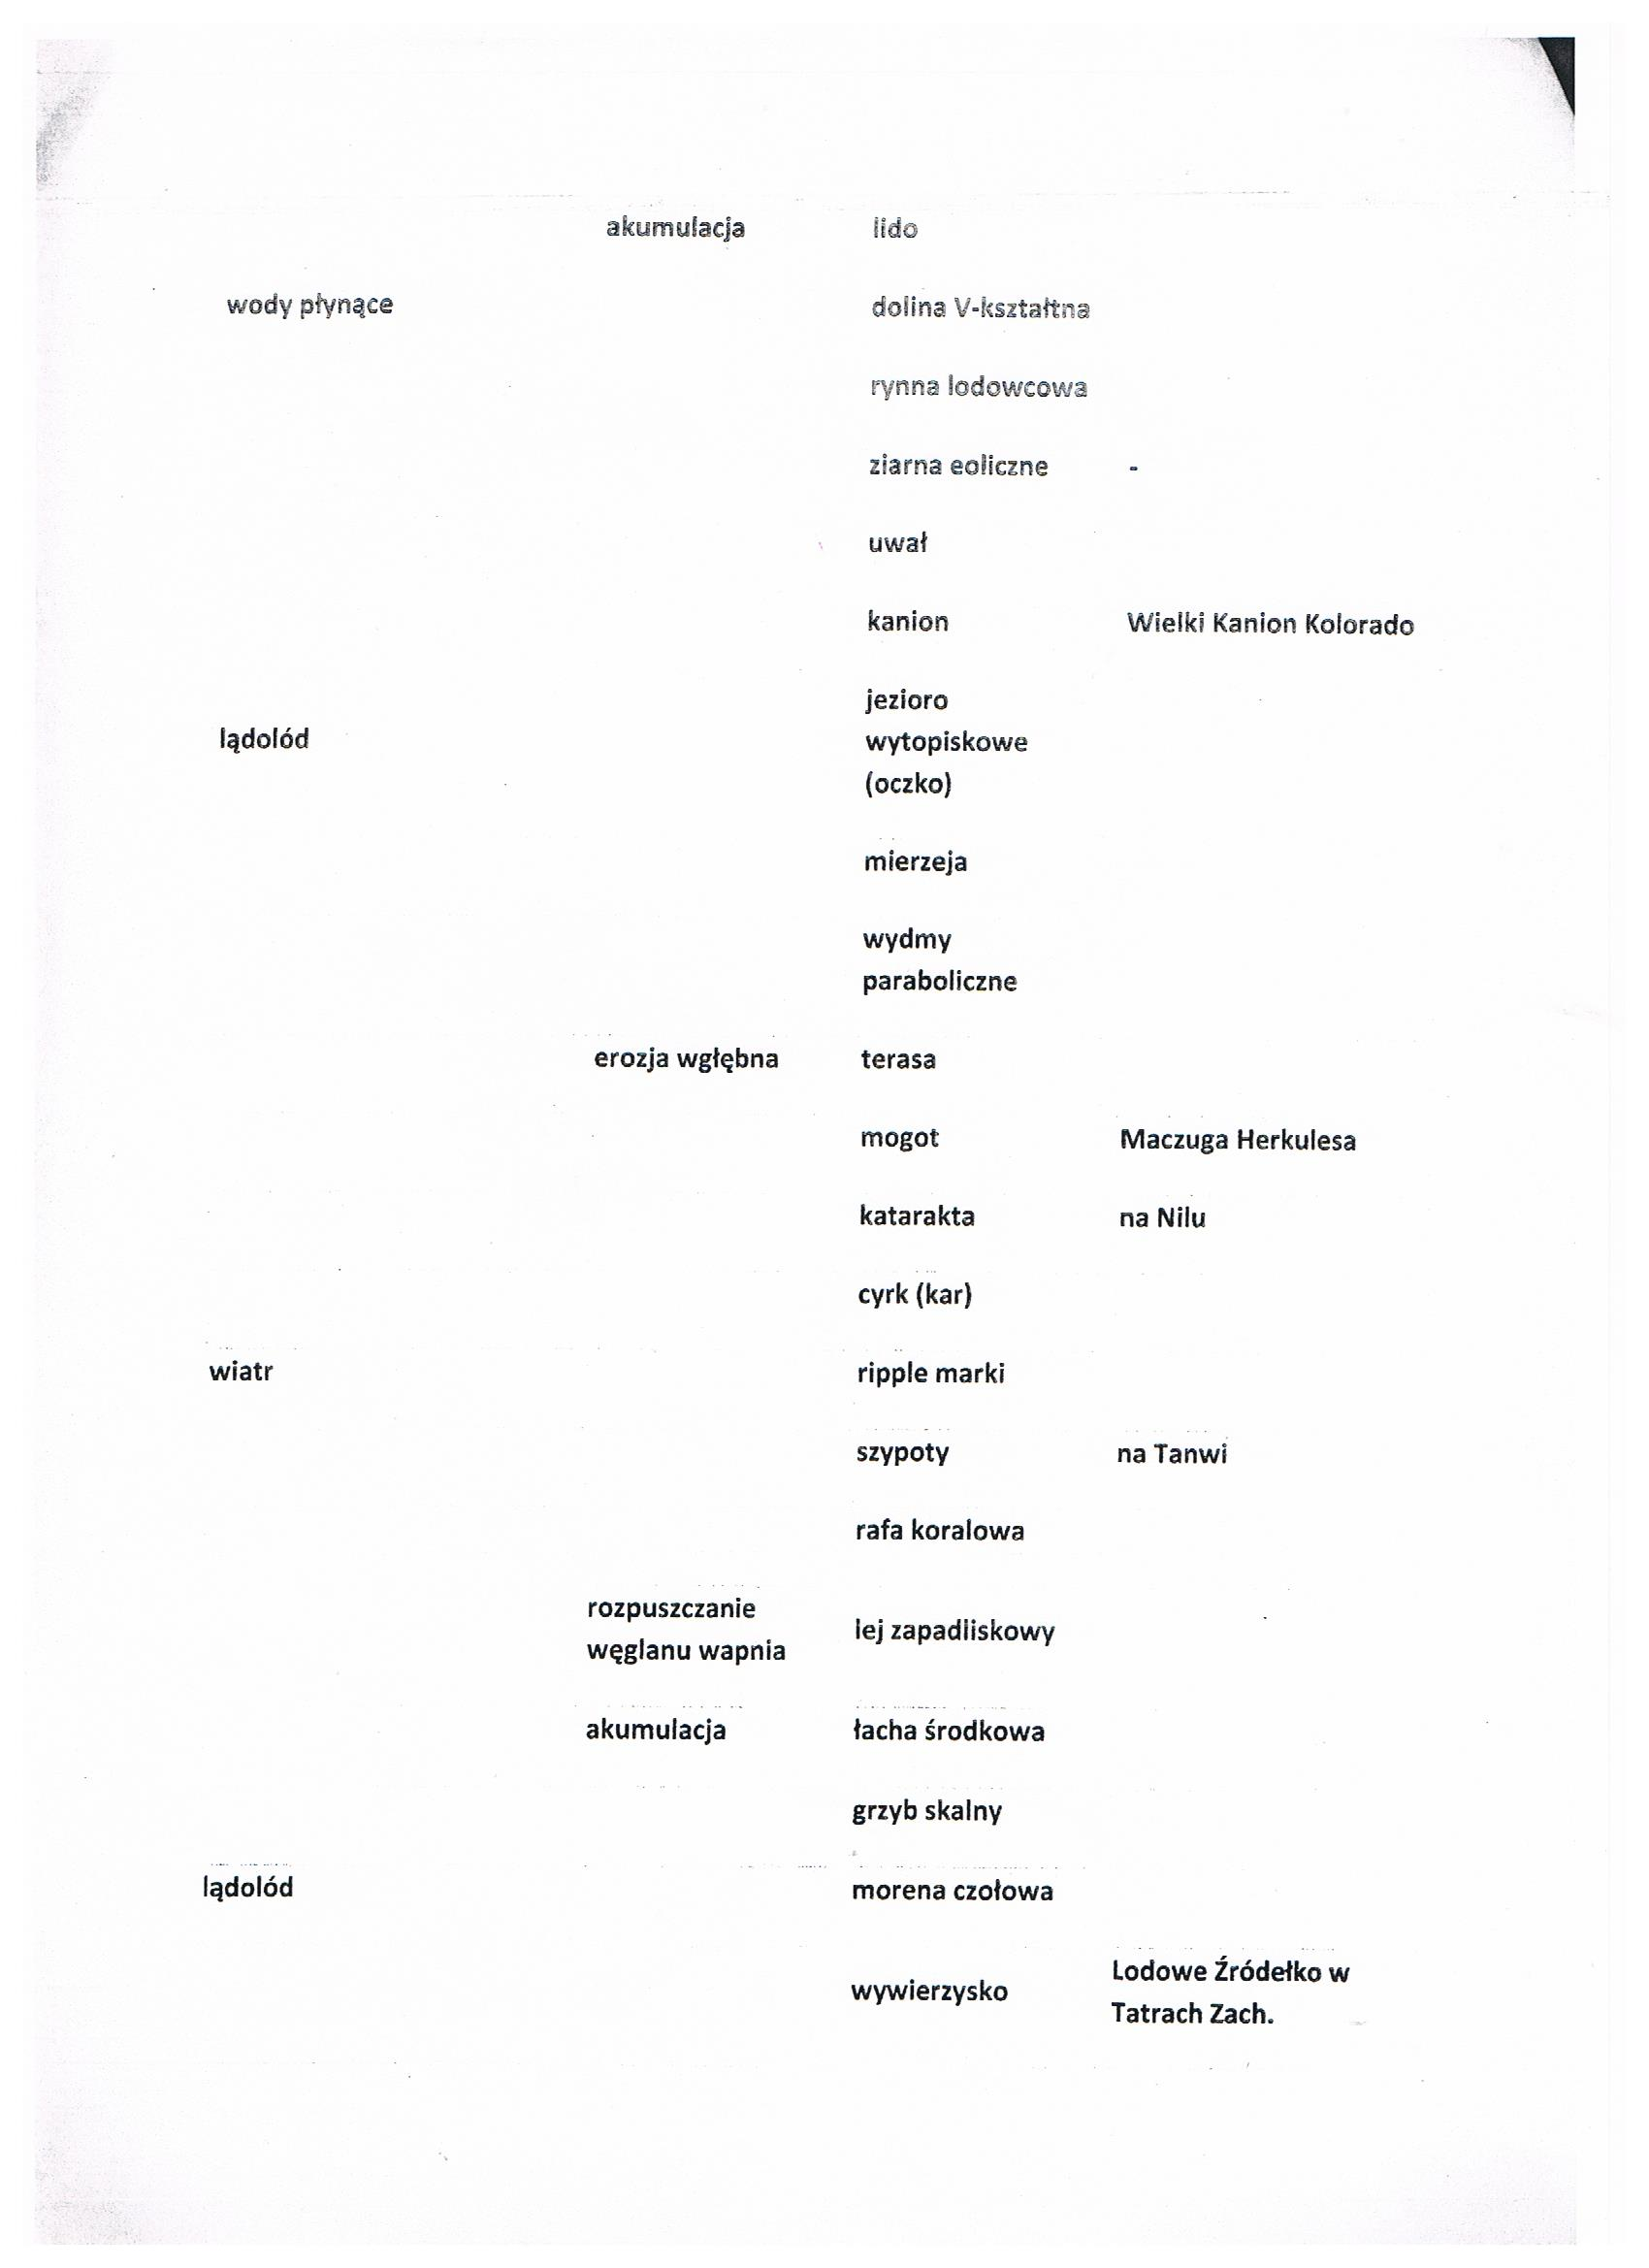 akumulacja lido
wody płynące dolina V-kształtna
rynna lodowcowa
ziarna eoliczne -
uwał
kanion Wielki Kanion Kolorado
jezioro
lądolód wytopiskowe
(oczko)
mierzeja
wydmy
paraboliczne
erozja wgłębna terasa
mogot Maczuga Herkulesa
katarakta na Nilu
cyrk (kar)
wiatr ripple marki
szypoty na Tanwi
rafa koralowa
rozpuszczanie
węglanu wapnia lej zapadliskowy
akumulacja łacha środkowa
grzyb skalny
lądolód morena czołowa
wywierzysko Lodowe Źródełko w
Tatrach Zach.